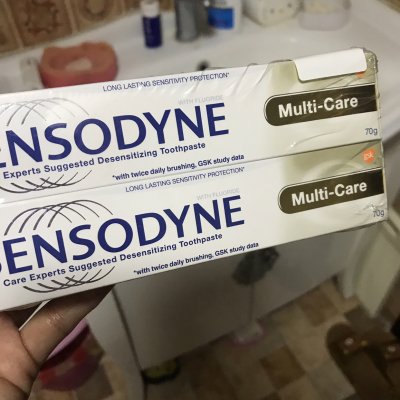 LONG LASTING SENSITIVITY PROTECTION*
WITH FLUORIDE
ENSODYNE
Multi-Care
Experts Suggested Desensitizing Toothpaste
70g
*with twice daily brushing, GSK study data
gsk
LONG LASTING SENSITIVITY PROTECTION*
WITH FLUORIDE
SENSODYNE
Multi-Care
Care Experts Suggested Desensitizing Toothpaste
70g
*with twice daily brushing, GSK study data